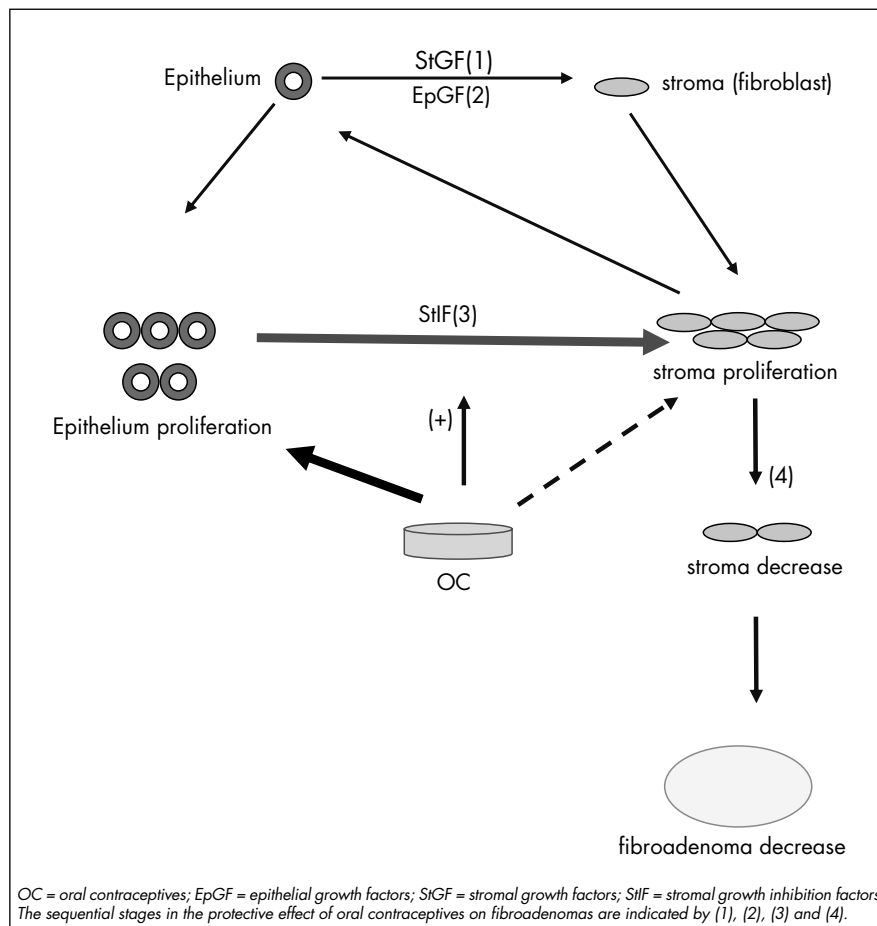 StGF(1)
Epithelium
EpGF(2)
stroma (fibroblast)
StIF(3)
stroma proliferation
Epithelium proliferation
(+)
(4)
OC
stroma decrease
fibroadenoma decrease
OC = oral contraceptives; EpGF = epithelial growth factors; StGF = stromal growth factors; StIF = stromal growth inhibition factors
The sequential stages in the protective effect of oral contraceptives on fibroadenomas are indicated by (1), (2), (3) and (4).